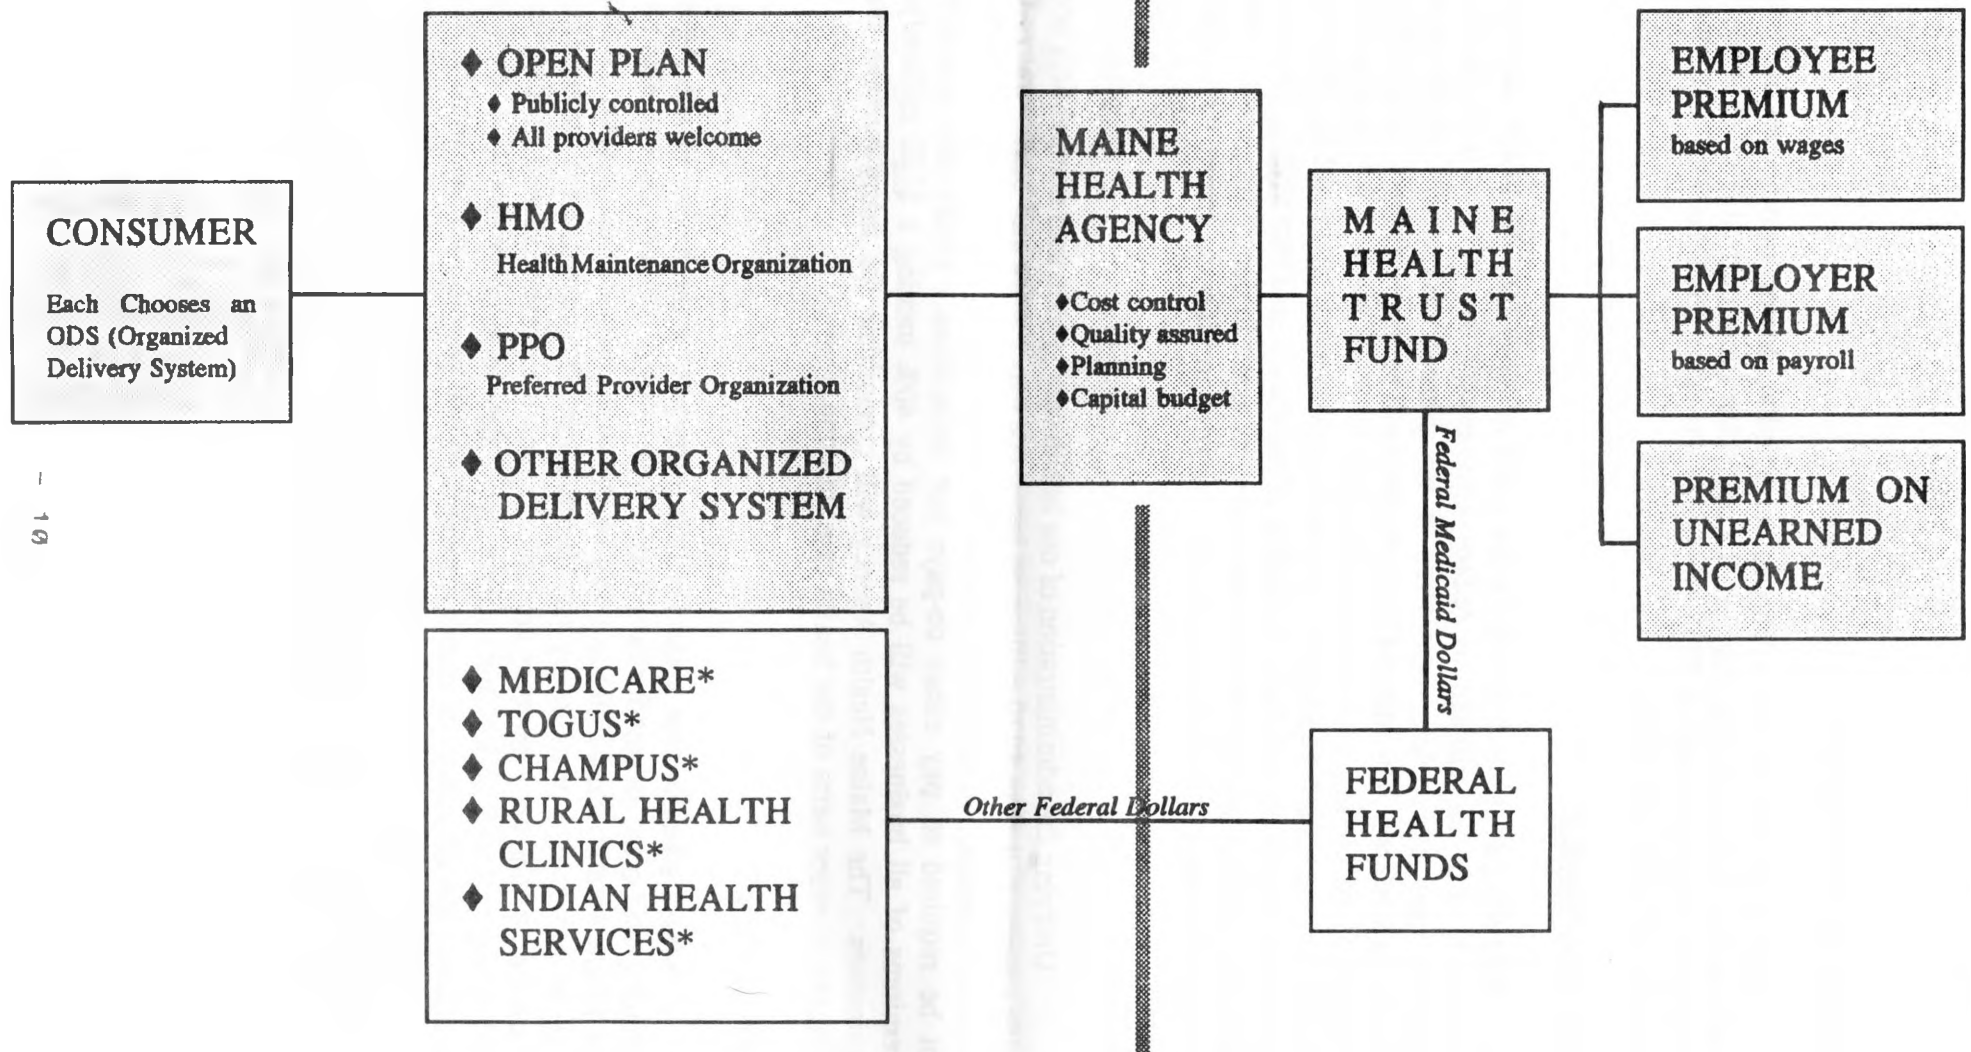 CONSUMER
Each Chooses an
ODS (Organized
Delivery System)
- 10
♦ OPEN PLAN
♦ Publicly controlled
♦ All providers welcome
♦ HMO
Health Maintenance Organization
♦ PPO
Preferred Provider Organization
♦ OTHER ORGANIZED
DELIVERY SYSTEM
♦ MEDICARE*
♦ TOGUS*
♦ CHAMPUS*
♦ RURAL HEALTH
CLINICS*
♦ INDIAN HEALTH
SERVICES*
MAINE
HEALTH
AGENCY
♦Cost control
♦Quality assured
♦Planning
♦Capital budget
MAINE
HEALTH
TRUST
FUND
Federal Medicaid Dollars
Other Federal Dollars
FEDERAL
HEALTH
FUNDS
EMPLOYEE
PREMIUM
based on wages
EMPLOYER
PREMIUM
based on payroll
PREMIUM ON
UNEARNED
INCOME